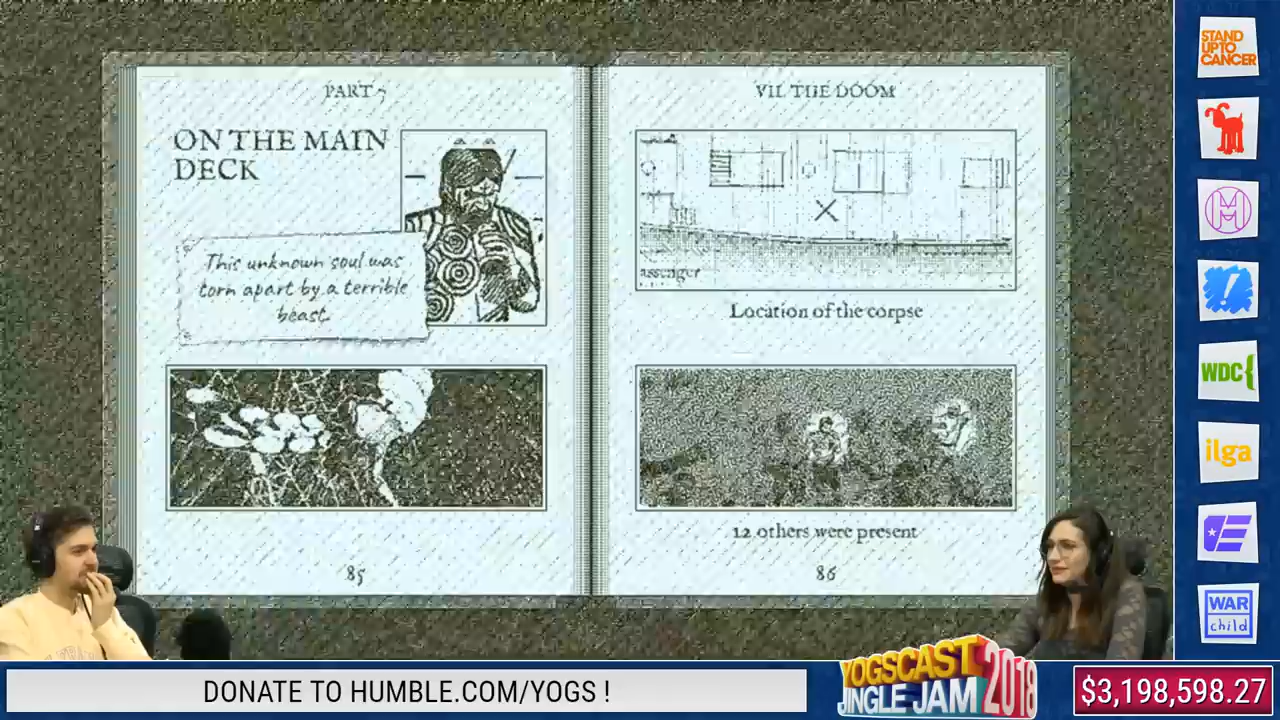 PART 7
VII. THE DOOM
ON THE MAIN
DECK
This unknown soul was
torn apart by a terrible
beast.
assenger
Location of the corpse
12 others were present
85
86
STAND
UP TO
CANCER
WDC
ilga
WAR
child
DONATE TO HUMBLE.COM/YOGS !
YOGSCAST
JINGLE JAM 2018
$3,198,598.27